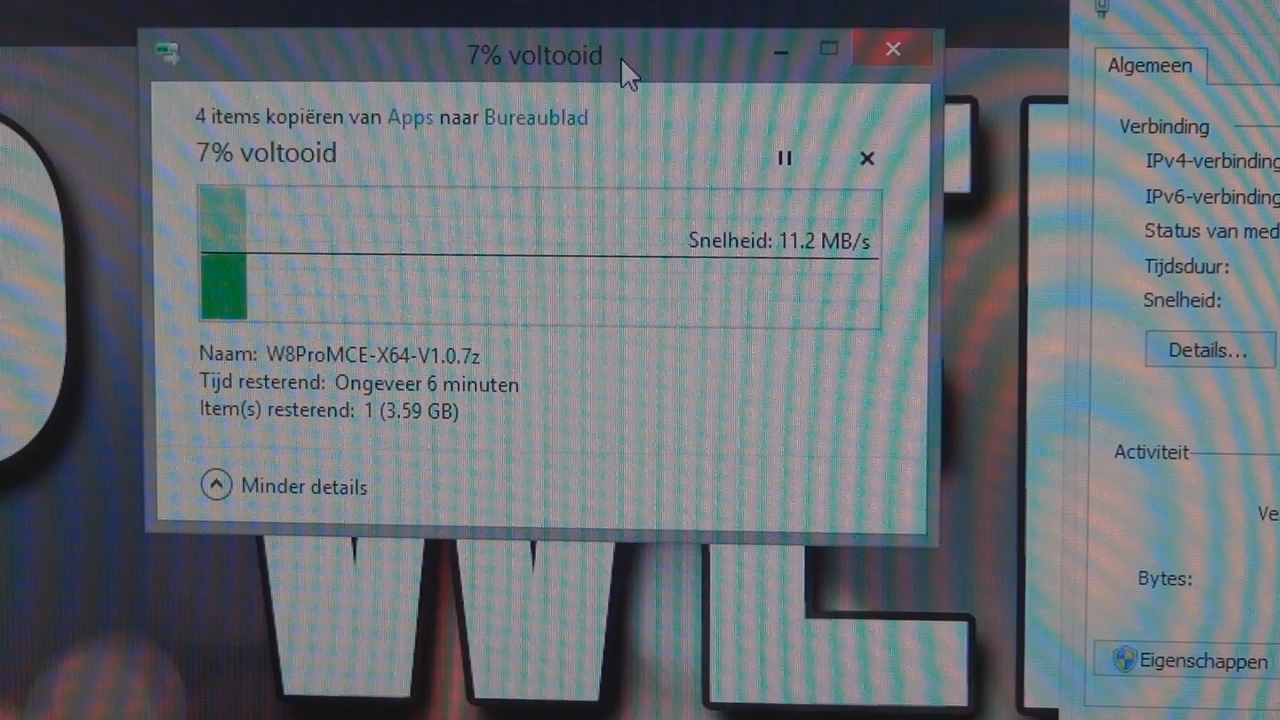 7% voltooid
4 items kopiëren van Apps naar Bureaublad
7% voltooid
Snelheid: 11,2 MB/s
Naam: W8ProMCE-X64-V1.0.7z
Tijd resterend: Ongeveer 6 minuten
Item(s) resterend: 1 (3.59 GB)
Minder details
Algemeen
Verbinding
IPv4-verbinding
IPv6-verbinding
Status van med
Tijdsduur:
Snelheid:
Details...
Activiteit
Ve
Bytes:
Eigenschappen